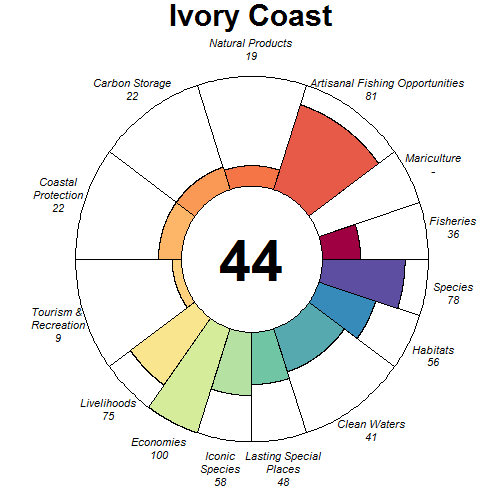 Ivory Coast
Natural Products
19
Carbon Storage
22
Artisanal Fishing Opportunities
81
Mariculture
-
Coastal
Protection
22
Fisheries
36
44
Species
78
Tourism &
Recreation
9
Habitats
56
Livelihoods
75
Clean Waters
41
Economies
100
Iconic
Species
58
Lasting Special
Places
48